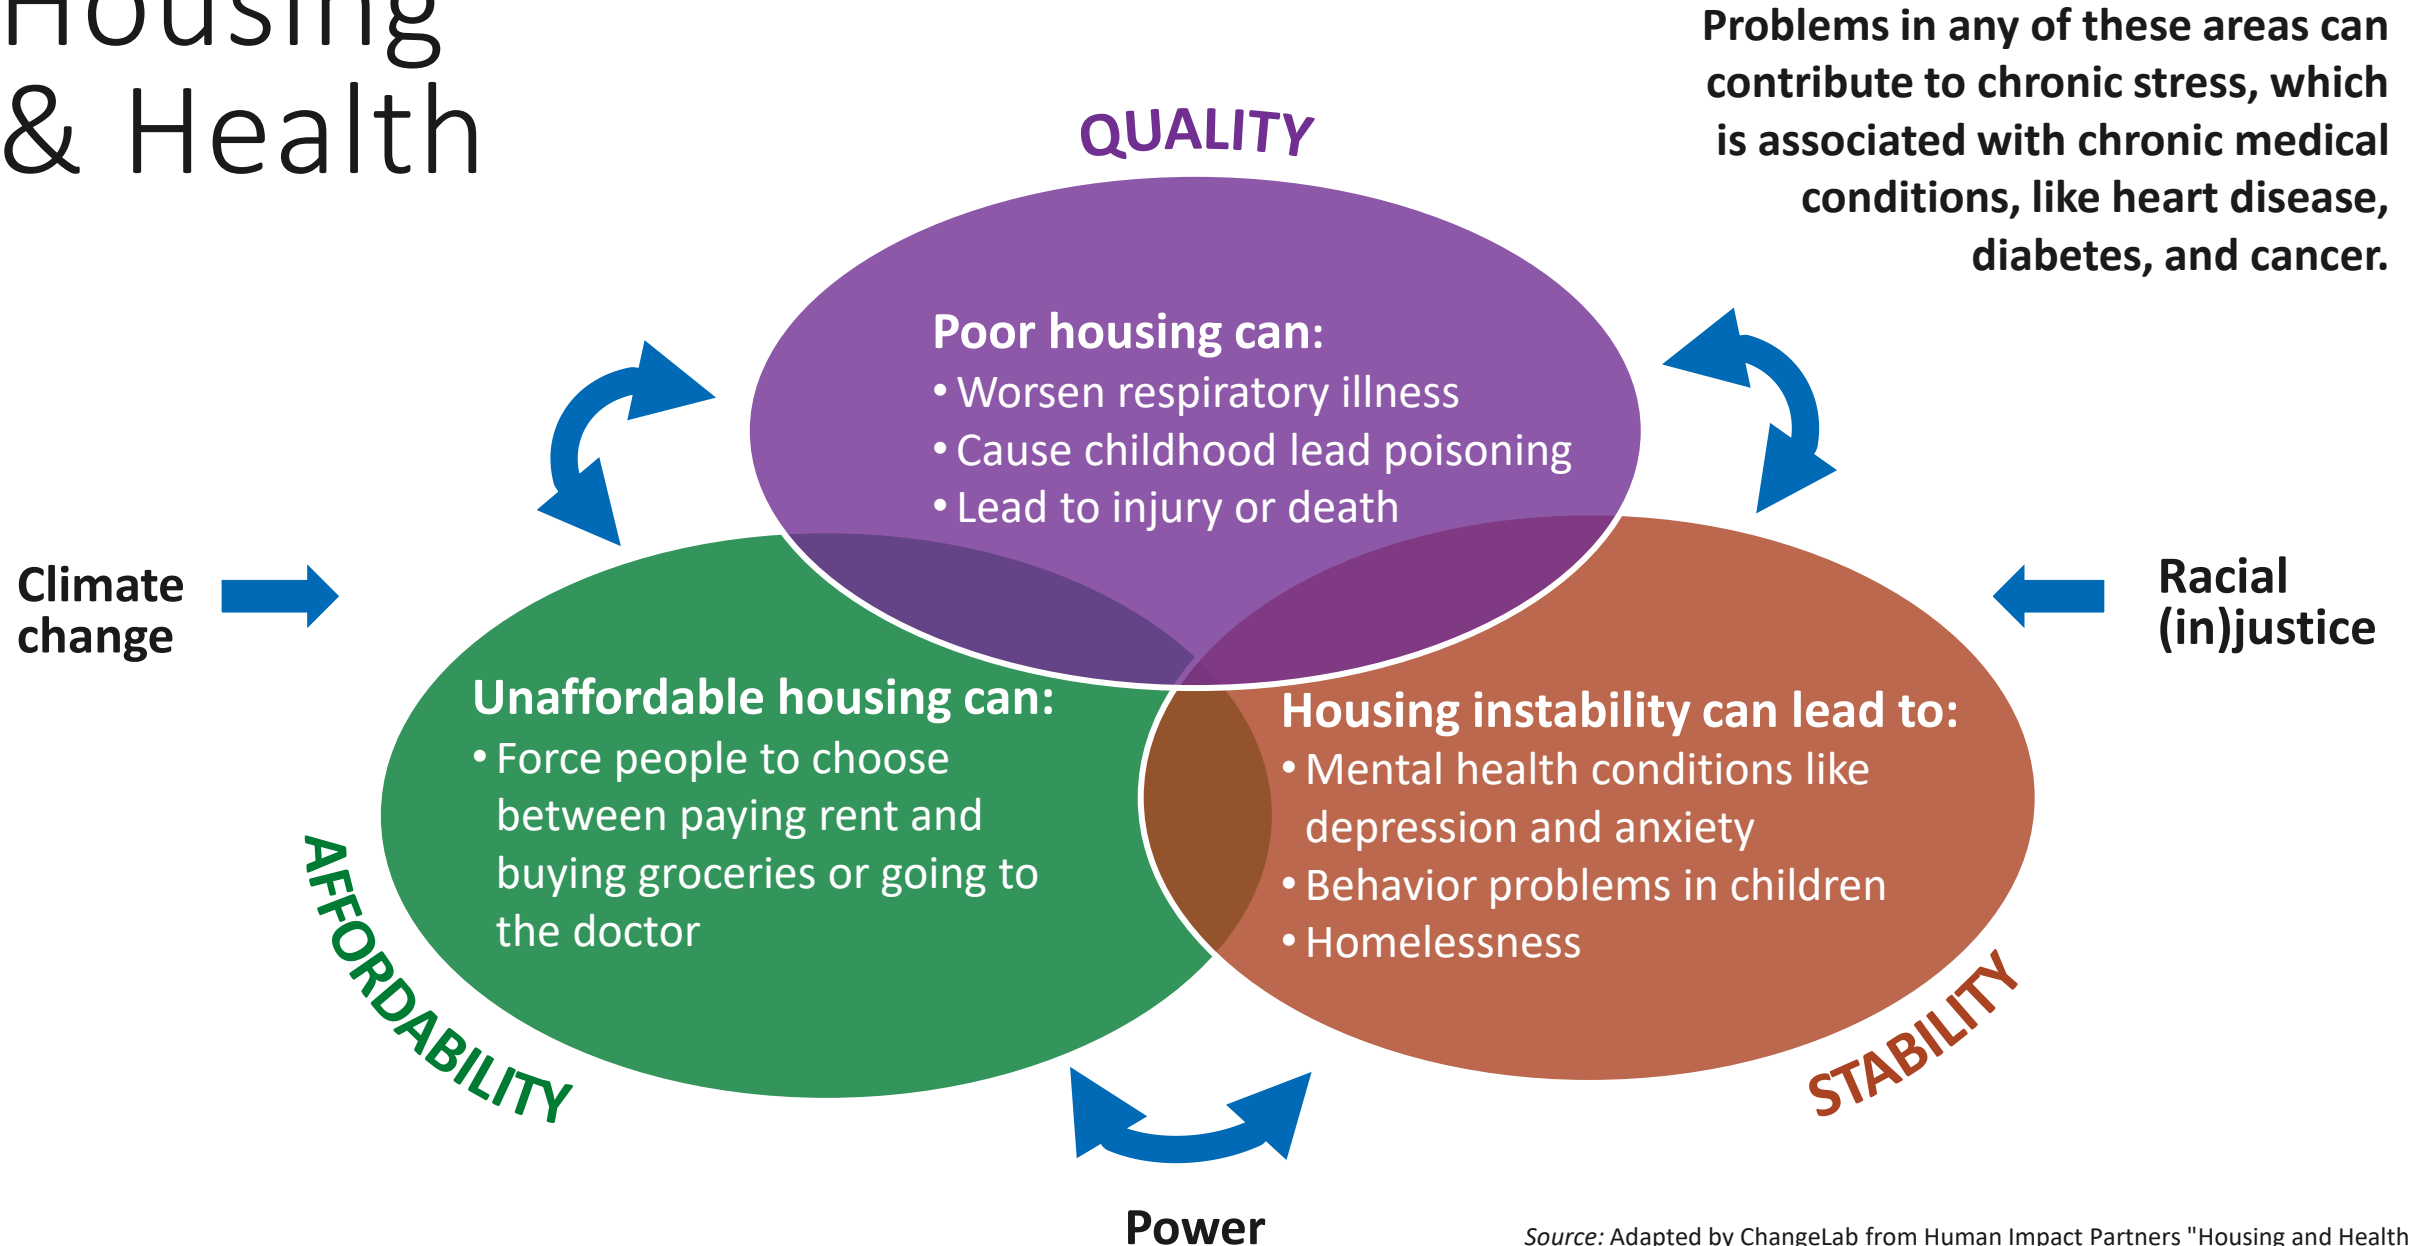 Housing
& Health
Problems in any of these areas can
contribute to chronic stress, which
is associated with chronic medical
conditions, like heart disease,
diabetes, and cancer.
QUALITY
Poor housing can:
• Worsen respiratory illness
• Cause childhood lead poisoning
• Lead to injury or death
Climate
change
Racial
(in)justice
Unaffordable housing can:
• Force people to choose
between paying rent and
buying groceries or going to
the doctor
Housing instability can lead to:
• Mental health conditions like
depression and anxiety
• Behavior problems in children
• Homelessness
AFFORDABILITY
STABILITY
Power
Source: Adapted by ChangeLab from Human Impact Partners "Housing and Health